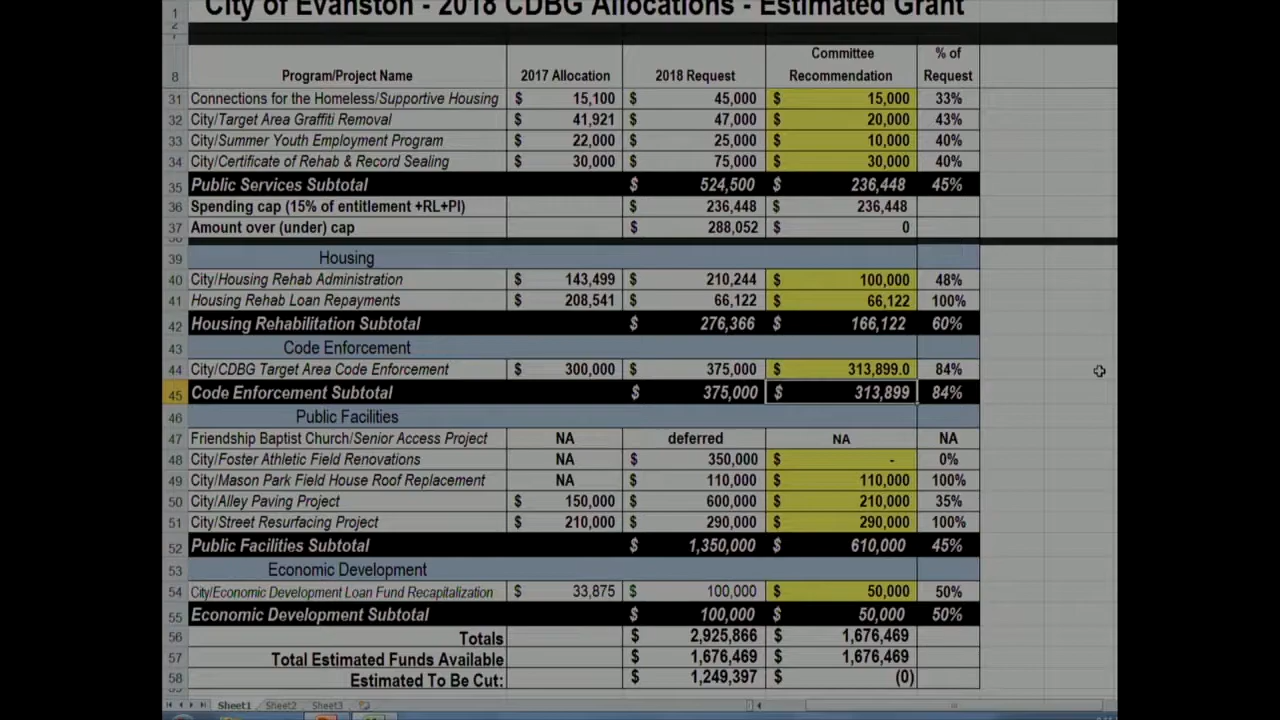 City of Evanston - 2018 CDBG Allocations - Estimated Grant
1
2
7
Committee % of
8 Program/Project Name 2017 Allocation 2018 Request Recommendation Request
31 Connections for the Homeless/Supportive Housing $ 15,100 $ 45,000 $ 15,000 33%
32 City/Target Area Graffiti Removal $ 41,921 $ 47,000 $ 20,000 43%
33 City/Summer Youth Employment Program $ 22,000 $ 25,000 $ 10,000 40%
34 City/Certificate of Rehab & Record Sealing $ 30,000 $ 75,000 $ 30,000 40%
35 Public Services Subtotal $ 524,500 $ 236,448 45%
36 Spending cap (15% of entitlement +RL+PI) $ 236,448 236,448
37 Amount over (under) cap $ 288,052 $ 0
38
39 Housing
40 City/Housing Rehab Administration $ 143,499 $ 210,244 $ 100,000 48%
41 Housing Rehab Loan Repayments $ 208,541 $ 66,122 $ 66,122 100%
42 Housing Rehabilitation Subtotal $ 276,366 $ 166,122 60%
43 Code Enforcement
44 City/CDBG Target Area Code Enforcement $ 300,000 $ 375,000 $ 313,899.0 84%
45 Code Enforcement Subtotal $ 375,000 $ 313,899 84%
46 Public Facilities
47 Friendship Baptist Church/Senior Access Project NA deferred NA NA
48 City/Foster Athletic Field Renovations NA $ 350,000 $ - 0%
49 City/Mason Park Field House Roof Replacement NA $ 110,000 $ 110,000 100%
50 City/Alley Paving Project $ 150,000 $ 600,000 $ 210,000 35%
51 City/Street Resurfacing Project $ 210,000 $ 290,000 $ 290,000 100%
52 Public Facilities Subtotal $ 1,350,000 $ 610,000 45%
53 Economic Development
54 City/Economic Development Loan Fund Recapitalization $ 33,875 $ 100,000 $ 50,000 50%
55 Economic Development Subtotal $ 100,000 $ 50,000 50%
56 Totals $ 2,925,866 $ 1,676,469
57 Total Estimated Funds Available $ 1,676,469 $ 1,676,469
58 Estimated To Be Cut: $ 1,249,397 $ (0)
Sheet1 Sheet2 Sheet3